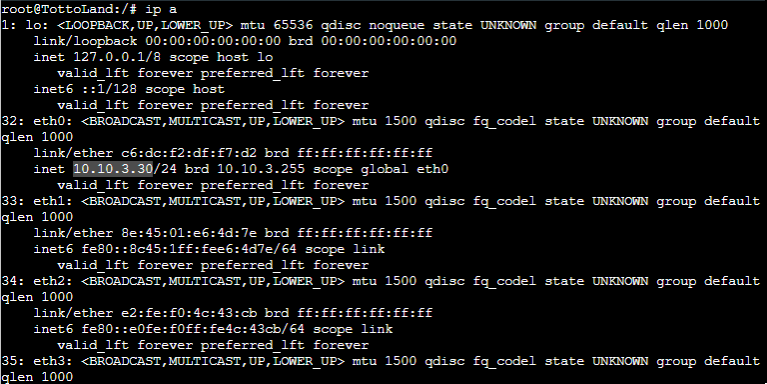 root@TottoLand:/# ip a
1: lo: <LOOPBACK,UP,LOWER_UP> mtu 65536 qdisc noqueue state UNKNOWN group default qlen 1000
    link/loopback 00:00:00:00:00:00 brd 00:00:00:00:00:00
    inet 127.0.0.1/8 scope host lo
       valid_lft forever preferred_lft forever
    inet6 ::1/128 scope host
       valid_lft forever preferred_lft forever
32: eth0: <BROADCAST,MULTICAST,UP,LOWER_UP> mtu 1500 qdisc fq_codel state UNKNOWN group default
qlen 1000
    link/ether c6:dc:f2:df:f7:d2 brd ff:ff:ff:ff:ff:ff
    inet 10.10.3.30/24 brd 10.10.3.255 scope global eth0
       valid_lft forever preferred_lft forever
33: eth1: <BROADCAST,MULTICAST,UP,LOWER_UP> mtu 1500 qdisc fq_codel state UNKNOWN group default
qlen 1000
    link/ether 8e:45:01:e6:4d:7e brd ff:ff:ff:ff:ff:ff
    inet6 fe80::8c45:1ff:fee6:4d7e/64 scope link
       valid_lft forever preferred_lft forever
34: eth2: <BROADCAST,MULTICAST,UP,LOWER_UP> mtu 1500 qdisc fq_codel state UNKNOWN group default
qlen 1000
    link/ether e2:fe:f0:4c:43:cb brd ff:ff:ff:ff:ff:ff
    inet6 fe80::e0fe:f0ff:fe4c:43cb/64 scope link
       valid_lft forever preferred_lft forever
35: eth3: <BROADCAST,MULTICAST,UP,LOWER_UP> mtu 1500 qdisc fq_codel state UNKNOWN group default
qlen 1000